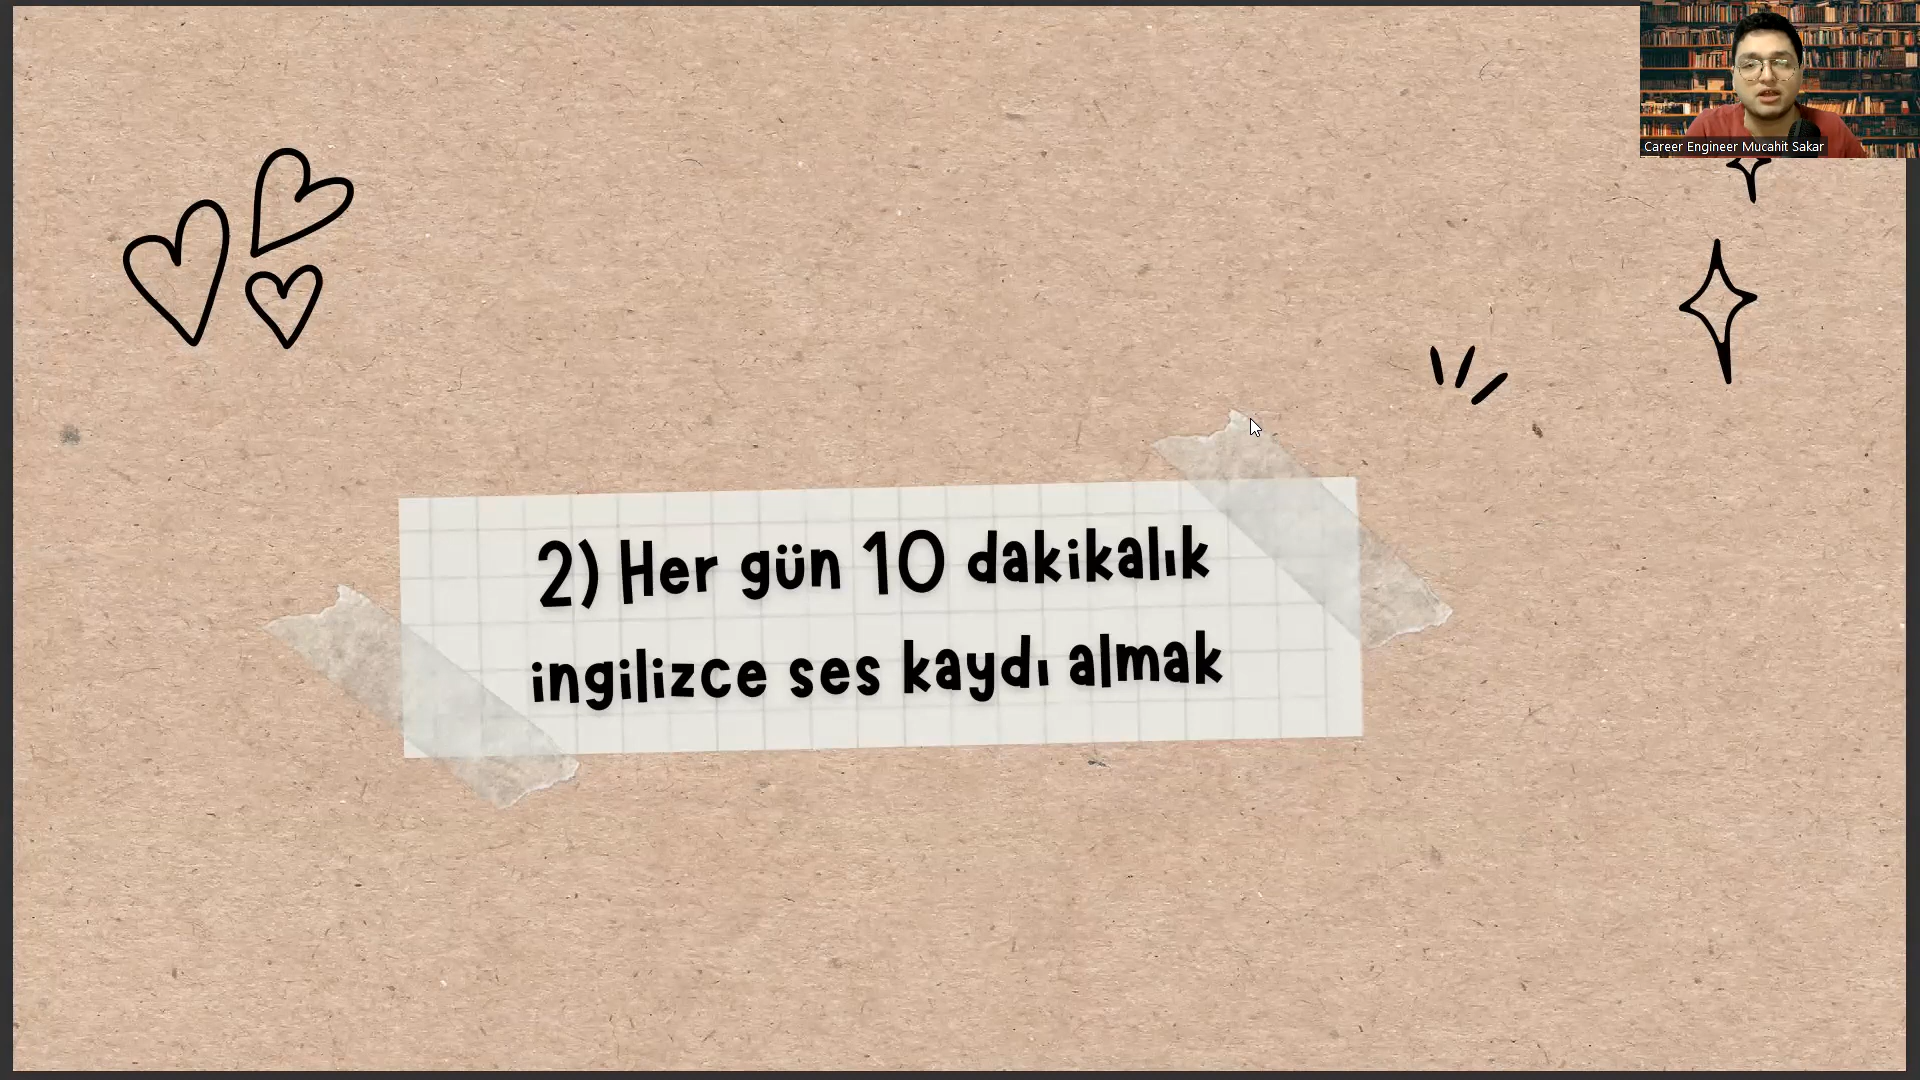 Career Engineer Mucahit Sakar
2) Her gün 10 dakikalık
ingilizce ses kaydı almak